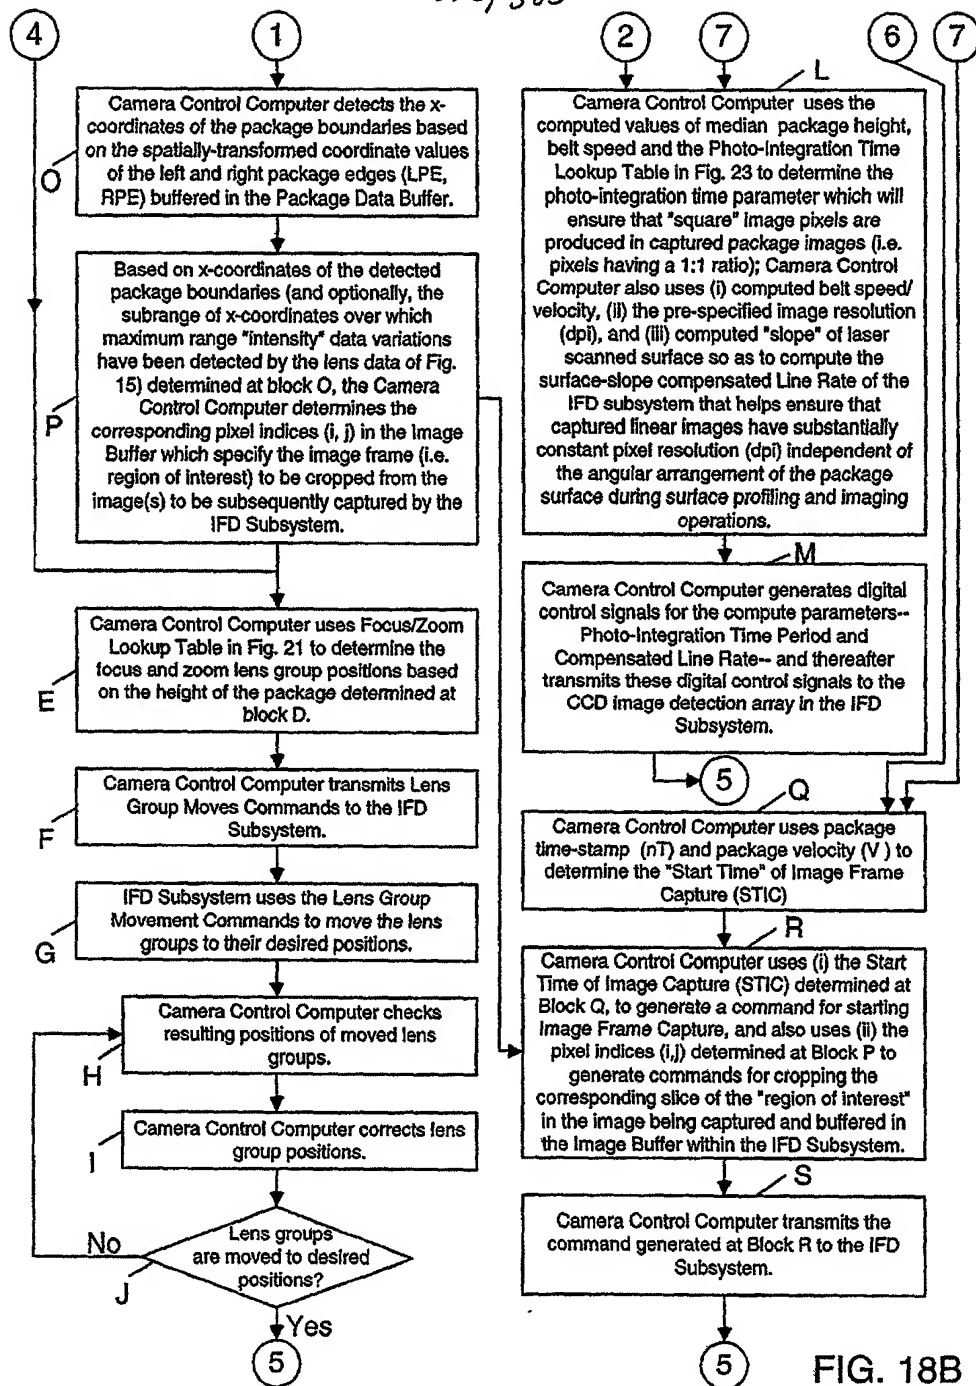 4
1
2
7
6
7
Camera Control Computer detects the x-
coordinates of the package boundaries based
on the spatially-transformed coordinate values
of the left and right package edges (LPE,
RPE) buffered in the Package Data Buffer.
O
Based on x-coordinates of the detected
package boundaries (and optionally, the
subrange of x-coordinates over which
maximum range "intensity" data variations
have been detected by the lens data of Fig.
15) determined at block O, the Camera
Control Computer determines the
corresponding pixel indices (i, j) in the Image
Buffer which specify the image frame (i.e.
region of interest) to be cropped from the
image(s) to be subsequently captured by the
IFD Subsystem.
P
Camera Control Computer uses Focus/Zoom
Lookup Table in Fig. 21 to determine the
focus and zoom lens group positions based
on the height of the package determined at
block D.
E
Camera Control Computer transmits Lens
Group Moves Commands to the IFD
Subsystem.
F
IFD Subsystem uses the Lens Group
Movement Commands to move the lens
groups to their desired positions.
G
Camera Control Computer checks
resulting positions of moved lens
groups.
H
Camera Control Computer corrects lens
group positions.
I
Lens groups
are moved to desired
positions?
No
J
Yes
5
L
Camera Control Computer uses the
computed values of median package height,
belt speed and the Photo-Integration Time
Lookup Table in Fig. 23 to determine the
photo-integration time parameter which will
ensure that "square" image pixels are
produced in captured package images (i.e.
pixels having a 1:1 ratio); Camera Control
Computer also uses (i) computed belt speed/
velocity, (ii) the pre-specified image resolution
(dpi), and (iii) computed "slope" of laser
scanned surface so as to compute the
surface-slope compensated Line Rate of the
IFD subsystem that helps ensure that
captured linear images have substantially
constant pixel resolution (dpi) independent of
the angular arrangement of the package
surface during surface profiling and imaging
operations.
M
Camera Control Computer generates digital
control signals for the compute parameters--
Photo-Integration Time Period and
Compensated Line Rate-- and thereafter
transmits these digital control signals to the
CCD image detection array in the IFD
Subsystem.
5
Q
Camera Control Computer uses package
time-stamp (nT) and package velocity (V ) to
determine the "Start Time" of Image Frame
Capture (STIC)
R
Camera Control Computer uses (i) the Start
Time of Image Capture (STIC) determined at
Block Q, to generate a command for starting
Image Frame Capture, and also uses (ii) the
pixel indices (i,j) determined at Block P to
generate commands for cropping the
corresponding slice of the "region of interest"
in the image being captured and buffered in
the Image Buffer within the IFD Subsystem.
S
Camera Control Computer transmits the
command generated at Block R to the IFD
Subsystem.
5
FIG. 18B